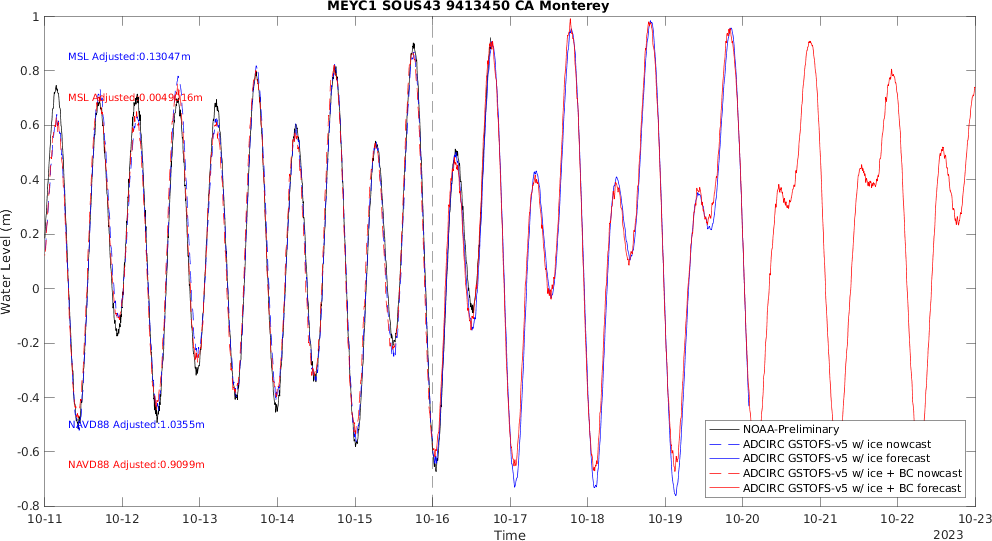 MEYC1 SOUS43 9413450 CA Monterey
1
0.8
0.6
0.4
0.2
0
-0.2
-0.4
-0.6
-0.8
Water Level (m)
MSL Adjusted:0.13047m
MSL Adjusted:0.0049016m
NAVD88 Adjusted:1.0355m
NAVD88 Adjusted:0.9099m
NOAA-Preliminary
ADCIRC GSTOFS-v5 w/ ice nowcast
ADCIRC GSTOFS-v5 w/ ice forecast
ADCIRC GSTOFS-v5 w/ ice + BC nowcast
ADCIRC GSTOFS-v5 w/ ice + BC forecast
10-11 10-12 10-13 10-14 10-15 10-16 10-17 10-18 10-19 10-20 10-21 10-22 10-23
Time
2023